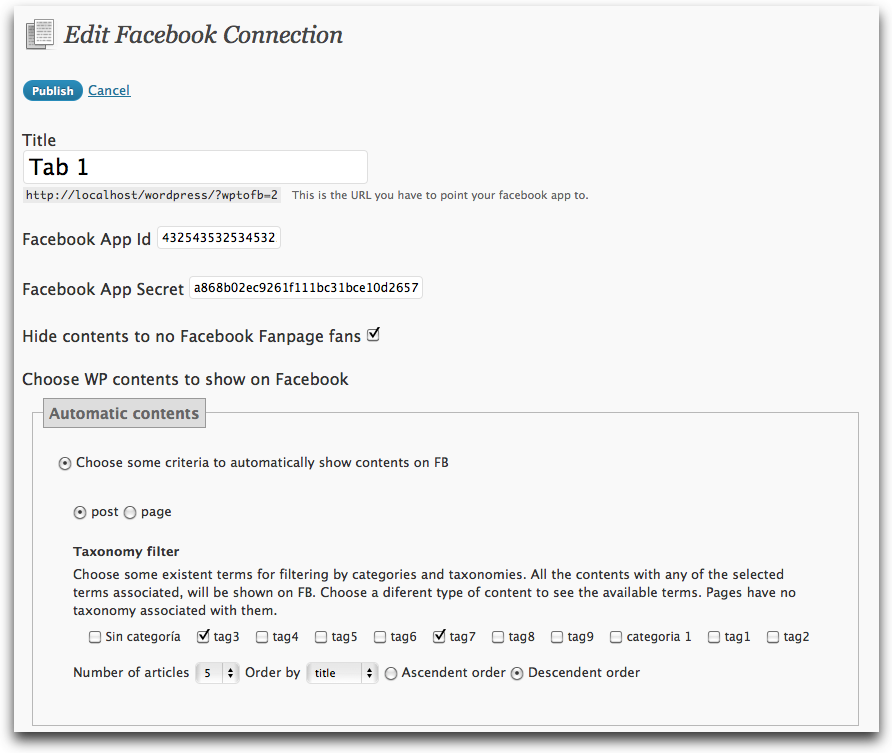 Edit Facebook Connection
Publish Cancel
Title
Tab 1
http://localhost/wordpress/?wptofb=2 This is the URL you have to point your facebook app to.
Facebook App Id 432543532534532
Facebook App Secret a868b02ec9261f111bc31bce10d2657
Hide contents to no Facebook Fanpage fans
Choose WP contents to show on Facebook
Automatic contents
Choose some criteria to automatically show contents on FB
post page
Taxonomy filter
Choose some existent terms for filtering by categories and taxonomies. All the contents with any of the selected
terms associated, will be shown on FB. Choose a diferent type of content to see the available terms. Pages have no
taxonomy associated with them.
Sin categoría tag3 tag4 tag5 tag6 tag7 tag8 tag9 categoria 1 tag1 tag2
Number of articles 5 Order by title Ascendent order Descendent order